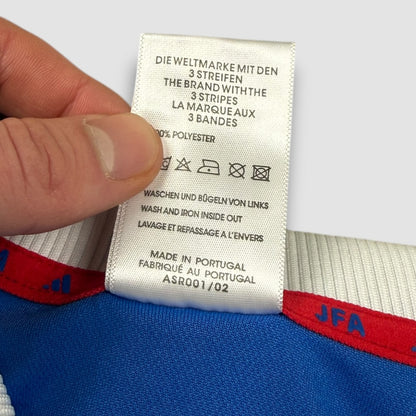 DIE WELTMARKE MIT DEN
3 STREIFEN
THE BRAND WITH THE
3 STRIPES
LA MARQUE AUX
3 BANDES
100% POLYESTER
WASCHEN UND BÜGELN VON LINKS
WASH AND IRON INSIDE OUT
LAVAGE ET REPASSAGE A L'ENVERS
MADE IN PORTUGAL
FABRIQUÉ AU PORTUGAL
ASR001/02
JFA